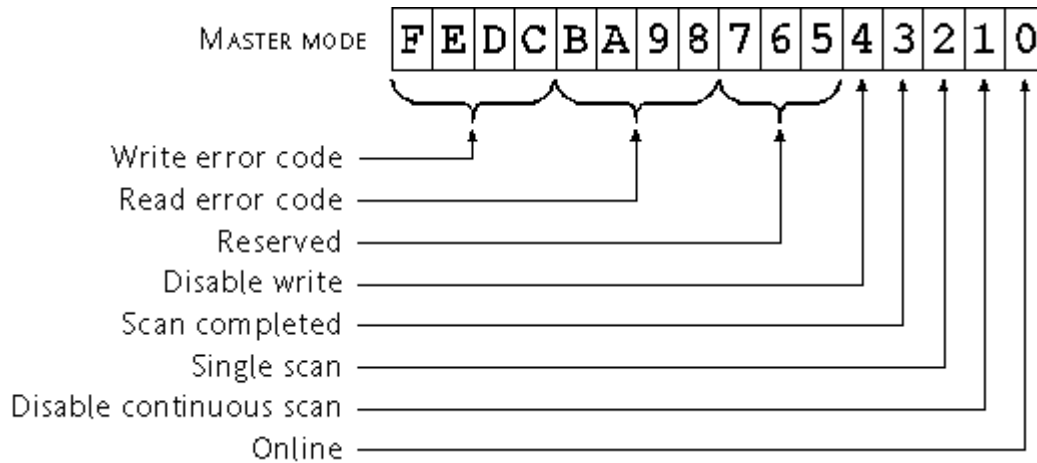 MASTER MODE F E D C B A 9 8 7 6 5 4 3 2 1 0
Write error code
Read error code
Reserved
Disable write
Scan completed
Single scan
Disable continuous scan
Online